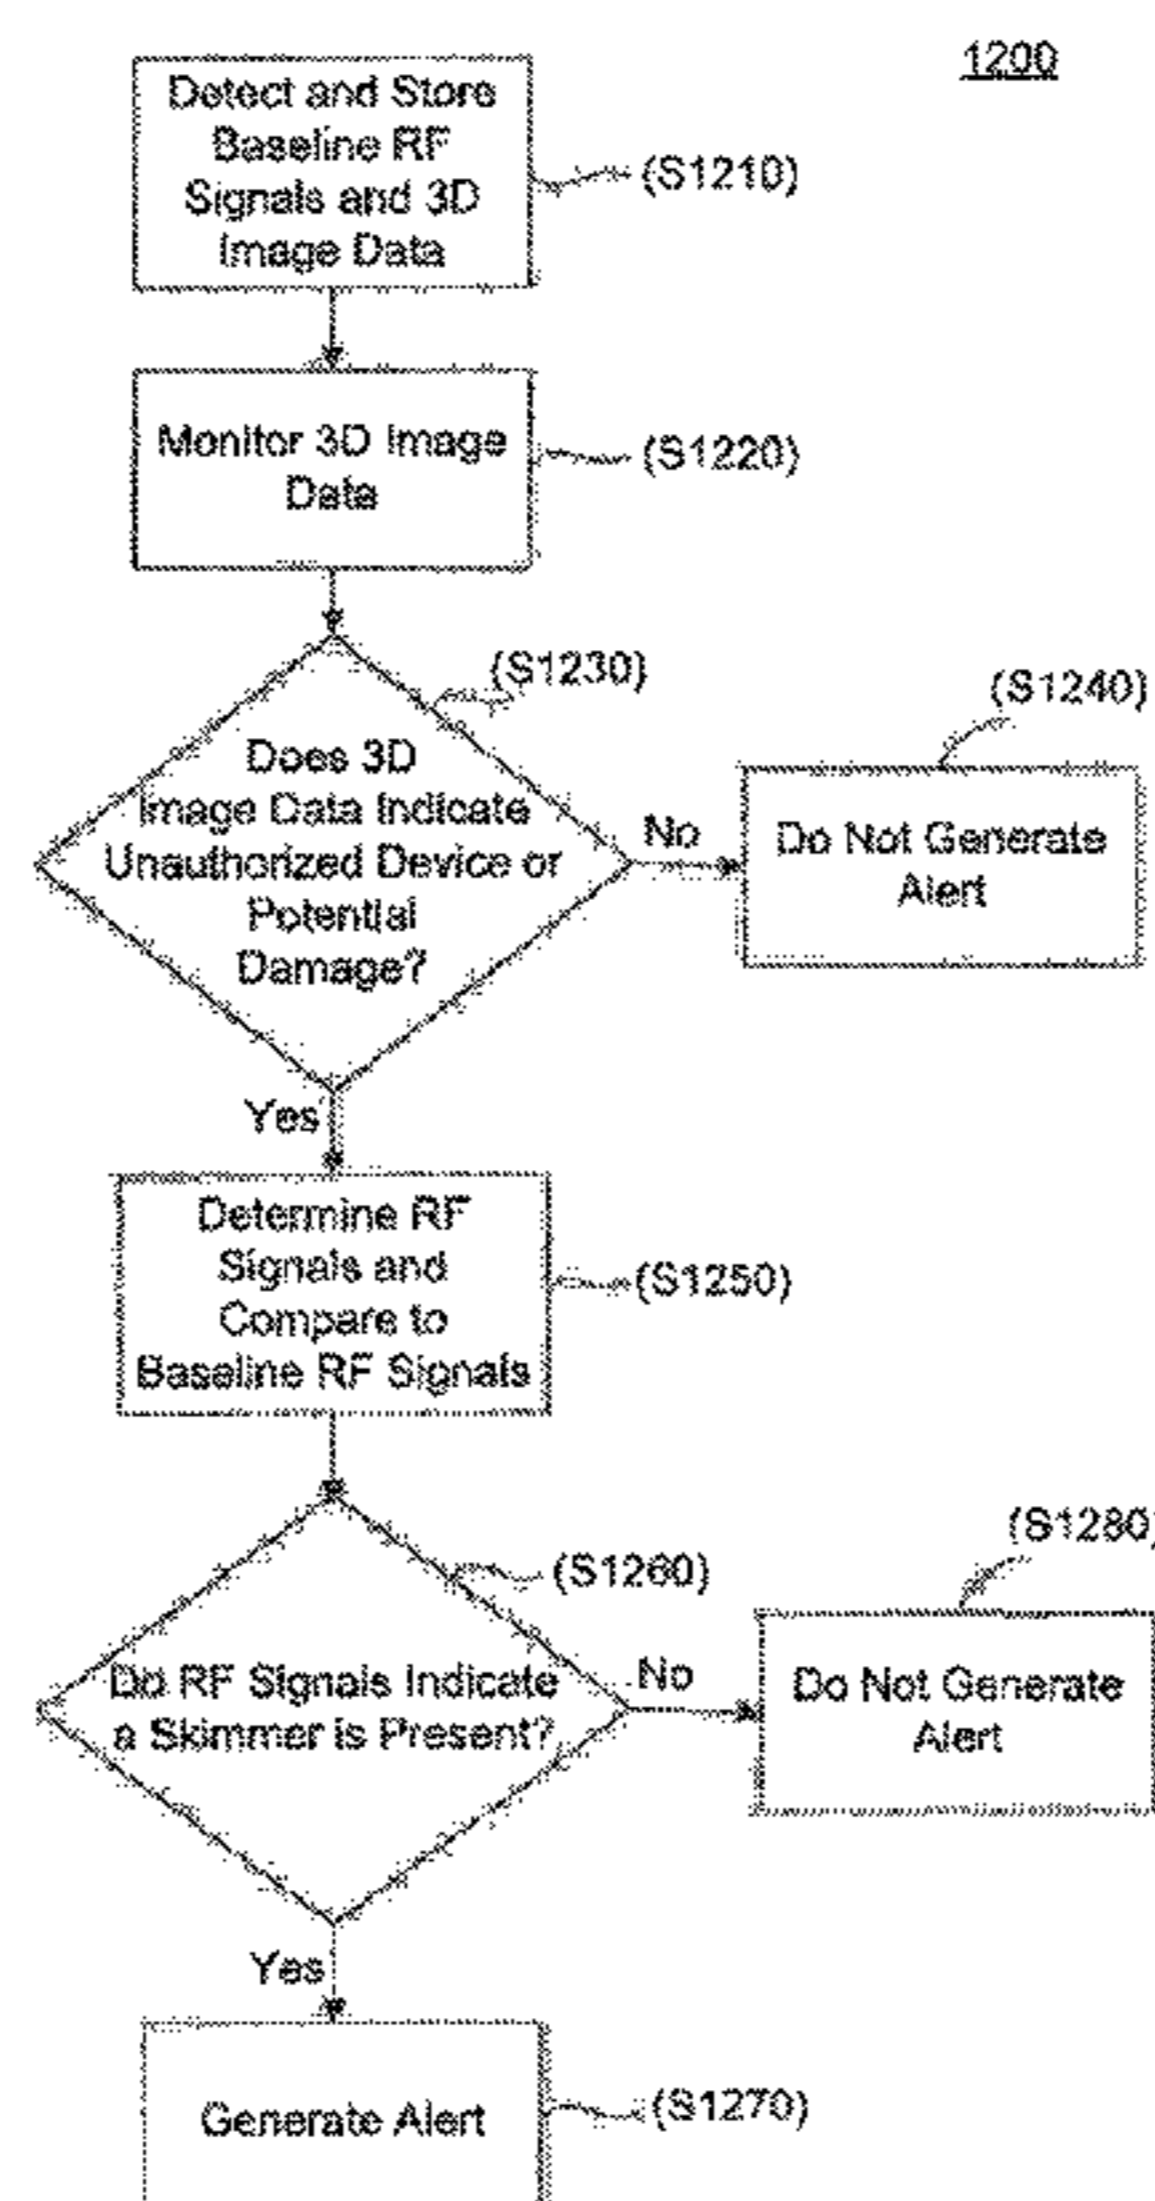 1200
Detect and Store
Baseline RF
Signals and 3D
Image Data
(S1210)
Monitor 3D Image
Data
(S1220)
(S1230)
Does 3D
Image Data Indicate
Unauthorized Device or
Potential
Damage?
No
(S1240)
Do Not Generate
Alert
Yes
Determine RF
Signals and
Compare to
Baseline RF Signals
(S1250)
(S1260)
Do RF Signals Indicate
a Skimmer is Present?
No
(S1280)
Do Not Generate
Alert
Yes
Generate Alert
(S1270)